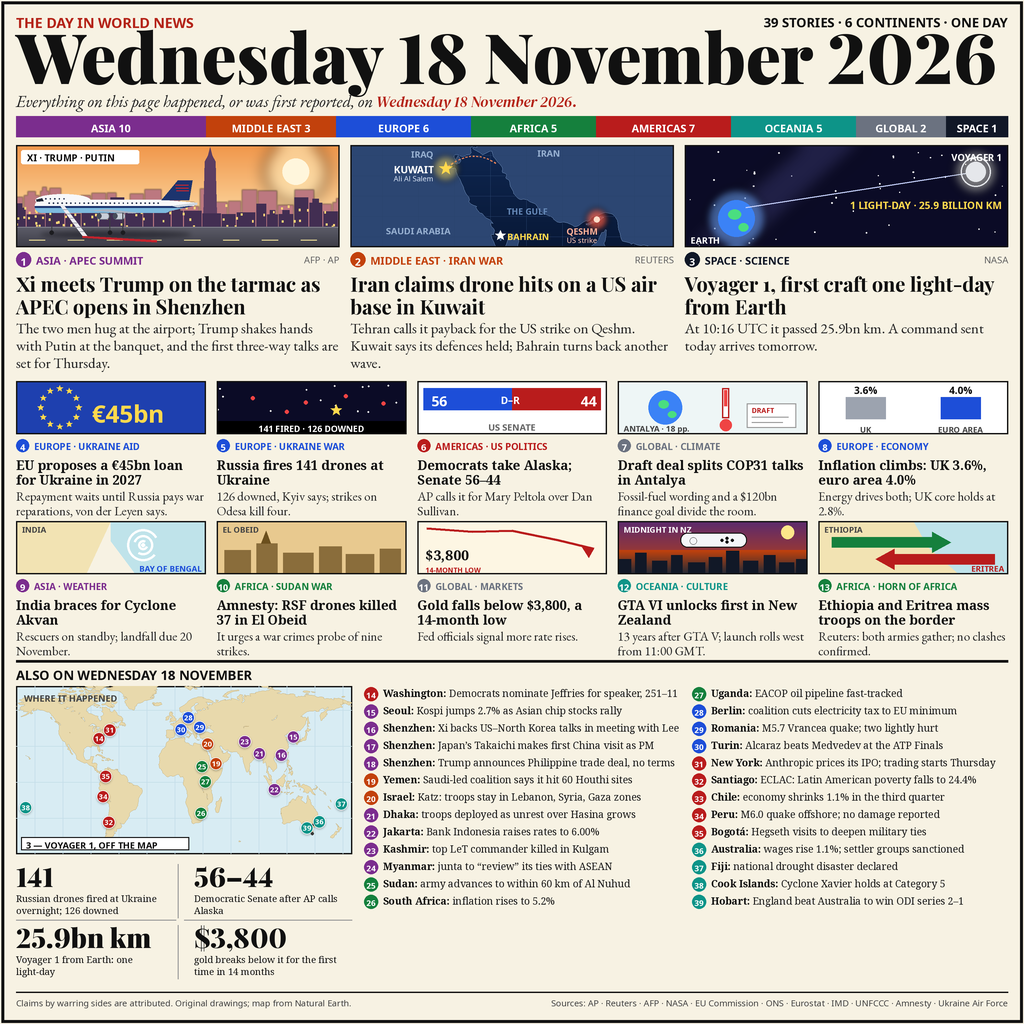 THE DAY IN WORLD NEWS
39 STORIES · 6 CONTINENTS · ONE DAY
Wednesday 18 November 2026
Everything on this page happened, or was first reported, on Wednesday 18 November 2026.
ASIA 10
MIDDLE EAST 3
EUROPE 6
AFRICA 5
AMERICAS 7
OCEANIA 5
GLOBAL 2
SPACE 1
XI · TRUMP · PUTIN
IRAQ
IRAN
KUWAIT
Ali Al Salem
THE GULF
SAUDI ARABIA
BAHRAIN
QESHM
US strike
VOYAGER 1
1 LIGHT-DAY · 25.9 BILLION KM
EARTH
1 ASIA · APEC SUMMIT
AFP · AP
Xi meets Trump on the tarmac as
APEC opens in Shenzhen
The two men hug at the airport; Trump shakes hands
with Putin at the banquet, and the first three-way talks are
set for Thursday.
2 MIDDLE EAST · IRAN WAR
REUTERS
Iran claims drone hits on a US air
base in Kuwait
Tehran calls it payback for the US strike on Qeshm.
Kuwait says its defences held; Bahrain turns back another
wave.
3 SPACE · SCIENCE
NASA
Voyager 1, first craft one light-day
from Earth
At 10:16 UTC it passed 25.9bn km. A command sent
today arrives tomorrow.
€45bn
4 EUROPE · UKRAINE AID
EU proposes a €45bn loan
for Ukraine in 2027
Repayment waits until Russia pays war
reparations, von der Leyen says.
141 FIRED · 126 DOWNED
5 EUROPE · UKRAINE WAR
Russia fires 141 drones at
Ukraine
126 downed, Kyiv says; strikes on
Odesa kill four.
56
D–R
44
US SENATE
6 AMERICAS · US POLITICS
Democrats take Alaska;
Senate 56–44
AP calls it for Mary Peltola over Dan
Sullivan.
DRAFT
ANTALYA · 18 pp.
7 GLOBAL · CLIMATE
Draft deal splits COP31 talks
in Antalya
Fossil-fuel wording and a $120bn
finance goal divide the room.
3.6%
4.0%
UK
EURO AREA
8 EUROPE · ECONOMY
Inflation climbs: UK 3.6%,
euro area 4.0%
Energy drives both; UK core holds at
2.8%.
INDIA
BAY OF BENGAL
9 ASIA · WEATHER
India braces for Cyclone
Akvan
Rescuers on standby; landfall due 20
November.
EL OBEID
10 AFRICA · SUDAN WAR
Amnesty: RSF drones killed
37 in El Obeid
It urges a war crimes probe of nine
strikes.
$3,800
14-MONTH LOW
11 GLOBAL · MARKETS
Gold falls below $3,800, a
14-month low
Fed officials signal more rate rises.
MIDNIGHT IN NZ
12 OCEANIA · CULTURE
GTA VI unlocks first in New
Zealand
13 years after GTA V; launch rolls west
from 11:00 GMT.
ETHIOPIA
ERITREA
13 AFRICA · HORN OF AFRICA
Ethiopia and Eritrea mass
troops on the border
Reuters: both armies gather; no clashes
confirmed.
ALSO ON WEDNESDAY 18 NOVEMBER
WHERE IT HAPPENED
28
30
29
31
14
20
19
23
15
21
16
25
27
35
22
34
26
38
37
32
36
39
3 — VOYAGER 1, OFF THE MAP
141
Russian drones fired at Ukraine
overnight; 126 downed
56–44
Democratic Senate after AP calls
Alaska
25.9bn km
Voyager 1 from Earth: one
light-day
$3,800
gold breaks below it for the first
time in 14 months
14 Washington: Democrats nominate Jeffries for speaker, 251–11
15 Seoul: Kospi jumps 2.7% as Asian chip stocks rally
16 Shenzhen: Xi backs US–North Korea talks in meeting with Lee
17 Shenzhen: Japan's Takaichi makes first China visit as PM
18 Shenzhen: Trump announces Philippine trade deal, no terms
19 Yemen: Saudi-led coalition says it hit 60 Houthi sites
20 Israel: Katz: troops stay in Lebanon, Syria, Gaza zones
21 Dhaka: troops deployed as unrest over Hasina grows
22 Jakarta: Bank Indonesia raises rates to 6.00%
23 Kashmir: top LeT commander killed in Kulgam
24 Myanmar: junta to “review” its ties with ASEAN
25 Sudan: army advances to within 60 km of Al Nuhud
26 South Africa: inflation rises to 5.2%
27 Uganda: EACOP oil pipeline fast-tracked
28 Berlin: coalition cuts electricity tax to EU minimum
29 Romania: M5.7 Vrancea quake; two lightly hurt
30 Turin: Alcaraz beats Medvedev at the ATP Finals
31 New York: Anthropic prices its IPO; trading starts Thursday
32 Santiago: ECLAC: Latin American poverty falls to 24.4%
33 Chile: economy shrinks 1.1% in the third quarter
34 Peru: M6.0 quake offshore; no damage reported
35 Bogotá: Hegseth visits to deepen military ties
36 Australia: wages rise 1.1%; settler groups sanctioned
37 Fiji: national drought disaster declared
38 Cook Islands: Cyclone Xavier holds at Category 5
39 Hobart: England beat Australia to win ODI series 2–1
Claims by warring sides are attributed. Original drawings; map from Natural Earth.
Sources: AP · Reuters · AFP · NASA · EU Commission · ONS · Eurostat · IMD · UNFCCC · Amnesty · Ukraine Air Force